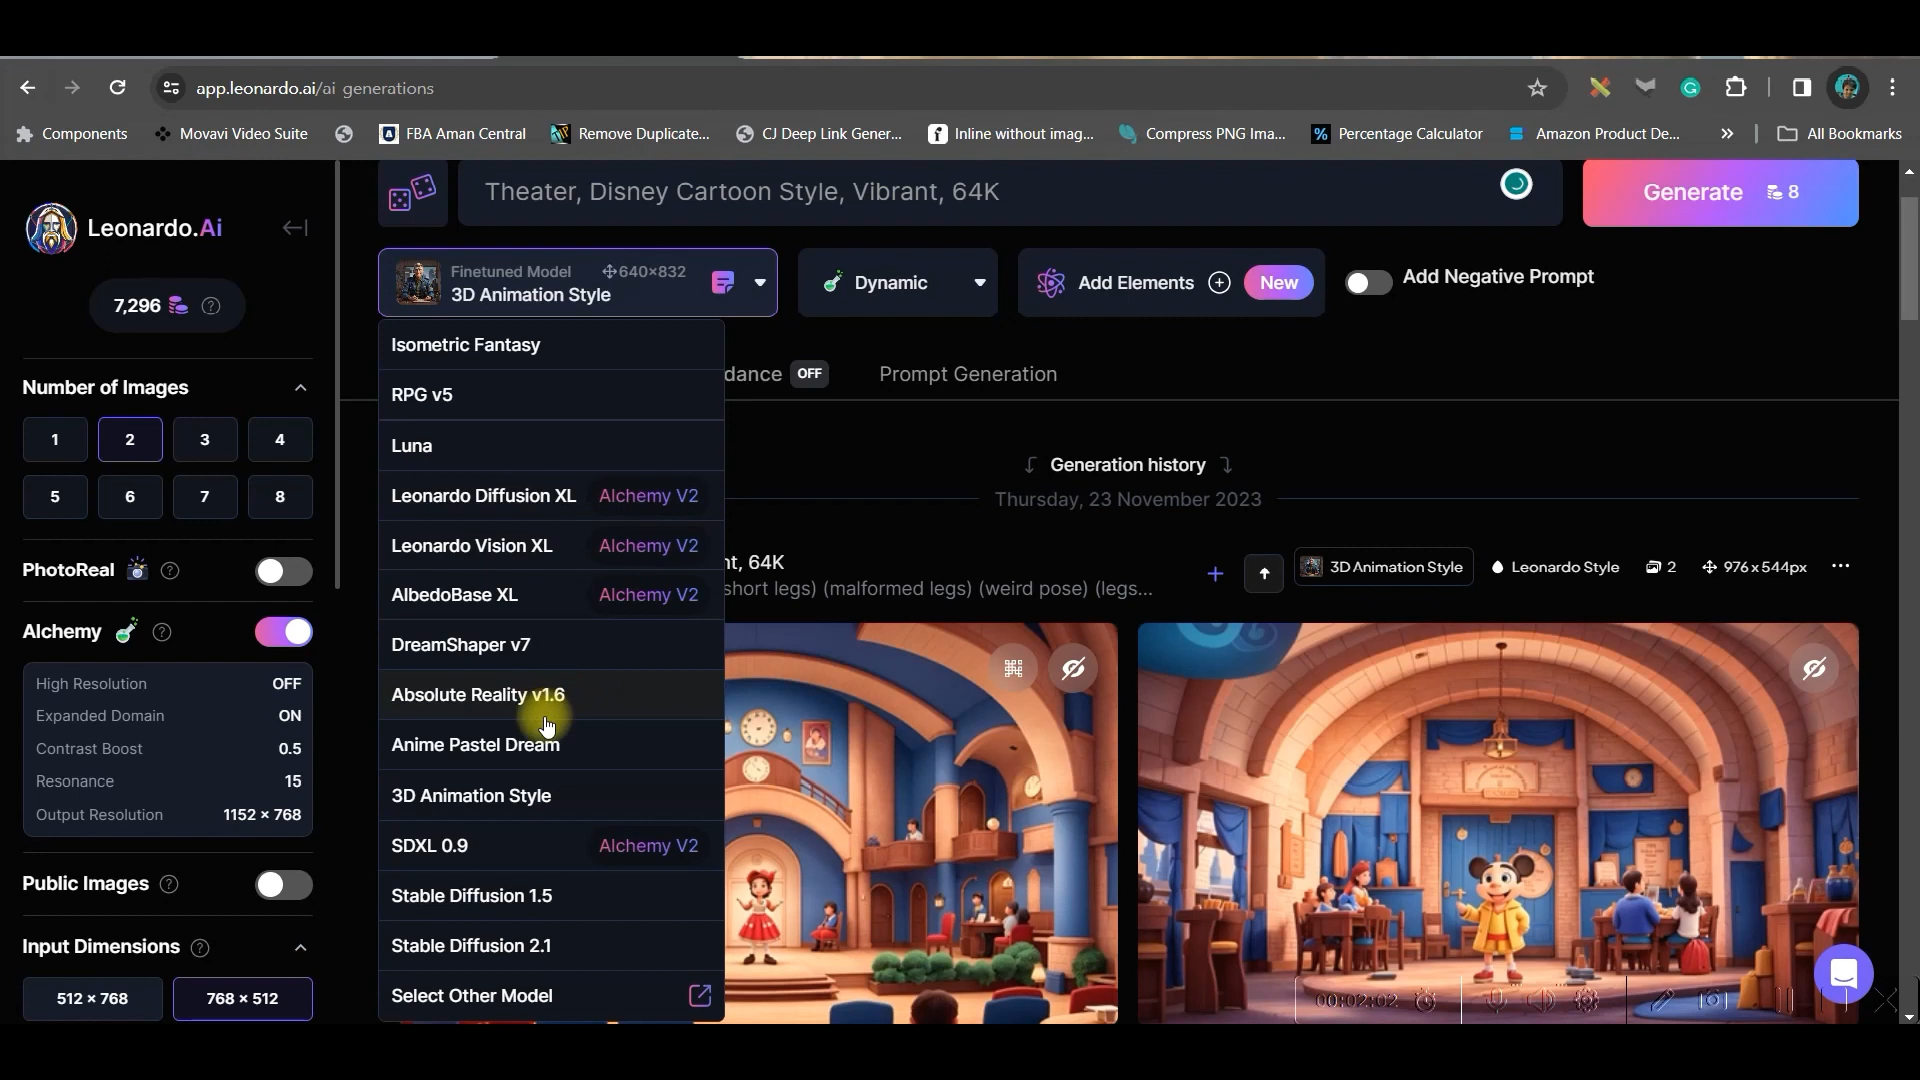 app.leonardo.ai/ai generations
Components
Movavi Video Suite
FBA Aman Central
Remove Duplicate...
CJ Deep Link Gener...
Inline without imag...
Compress PNG Ima...
Percentage Calculator
Amazon Product De...
All Bookmarks
Leonardo.Ai
7,296
Theater, Disney Cartoon Style, Vibrant, 64K
Generate 8
Finetuned Model 640×832
3D Animation Style
Dynamic
Add Elements New
Add Negative Prompt
Isometric Fantasy
RPG v5
Luna
Leonardo Diffusion XL Alchemy V2
Leonardo Vision XL Alchemy V2
AlbedoBase XL Alchemy V2
DreamShaper v7
Absolute Reality v1.6
Anime Pastel Dream
3D Animation Style
SDXL 0.9 Alchemy V2
Stable Diffusion 1.5
Stable Diffusion 2.1
Select Other Model
dance OFF
Prompt Generation
Generation history
Thursday, 23 November 2023
nt, 64K
short legs) (malformed legs) (weird pose) (legs...
3D Animation Style
Leonardo Style
2
976 x 544px
Number of Images
1 2 3 4
5 6 7 8
PhotoReal
Alchemy
High Resolution OFF
Expanded Domain ON
Contrast Boost 0.5
Resonance 15
Output Resolution 1152 × 768
Public Images
Input Dimensions
512 × 768
768 × 512
00:02:02